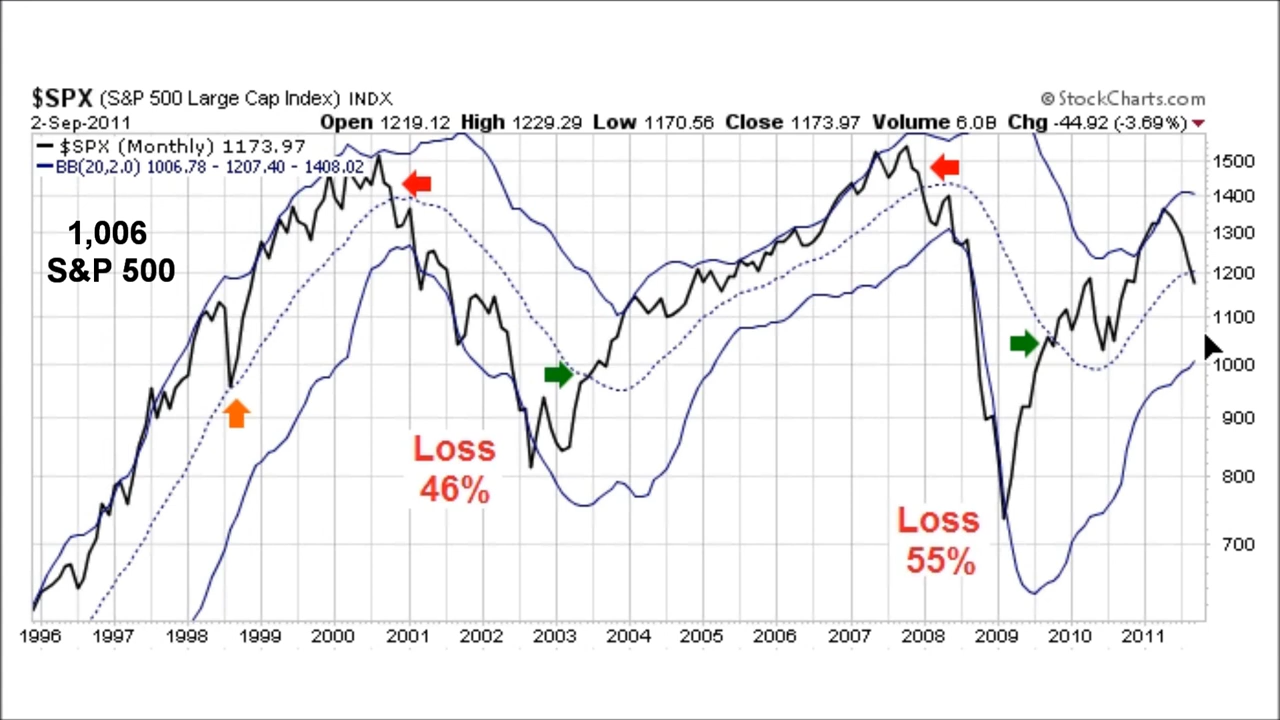 $SPX (S&P 500 Large Cap Index) INDX
© StockCharts.com
2-Sep-2011
Open 1219.12 High 1229.29 Low 1170.56 Close 1173.97 Volume 6.0B Chg -44.92 (-3.69%)
$SPX (Monthly) 1173.97
BB(20,2.0) 1006.78 - 1207.40 - 1408.02
1,006
S&P 500
Loss
46%
Loss
55%
1500
1400
1300
1200
1100
1000
900
800
700
1996 1997 1998 1999 2000 2001 2002 2003 2004 2005 2006 2007 2008 2009 2010 2011